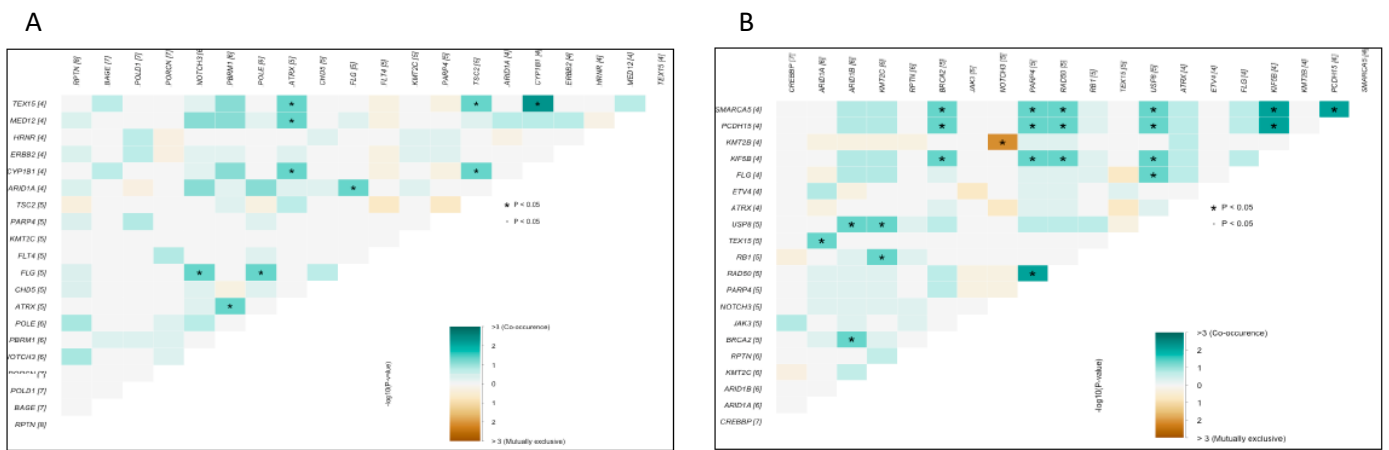 A
B
RPTN [8]
BAGE [7]
POLD1 [7]
PORCN [7]
NOTCH3 [6
PBRM1 [6]
POLE [6]
ATRX [5]
CHD5 [5]
FLG [5]
FLT4 [5]
KMT2C [5]
PARP4 [5]
TSC2 [5]
ARID1A [4]
CYP1B1 [4]
ERBB2 [4]
HRNR [4]
MED12 [4]
TEX15 [4]
TEX15 [4]
MED12 [4]
HRNR [4]
ERBB2 [4]
CYP1B1 [4]
ARID1A [4]
TSC2 [5]
PARP4 [5]
KMT2C [5]
FLT4 [5]
FLG [5]
CHD5 [5]
ATRX [5]
POLE [6]
PBRM1 [6]
NOTCH3 [6]
POLD1 [7]
BAGE [7]
RPTN [8]
* P < 0.05
· P < 0.05
-log10(P-value)
>3 (Co-occurence)
2
1
0
1
2
> 3 (Mutually exclusive)
CREBBP [7]
ARID1A [6]
ARID1B [6]
KMT2C [6]
RPTN [6]
BRCA2 [5]
JAK3 [5]
NOTCH3 [5]
PARP4 [5]
RAD50 [5]
RB1 [5]
TEX15 [5]
USP8 [5]
ATRX [4]
ETV4 [4]
FLG [4]
KIF5B [4]
KMT2B [4]
PCDH15 [4]
SMARCA5 [4]
SMARCA5 [4]
PCDH15 [4]
KMT2B [4]
KIF5B [4]
FLG [4]
ETV4 [4]
ATRX [4]
USP8 [5]
TEX15 [5]
RB1 [5]
RAD50 [5]
PARP4 [5]
NOTCH3 [5]
JAK3 [5]
BRCA2 [5]
RPTN [6]
KMT2C [6]
ARID1B [6]
ARID1A [6]
CREBBP [7]
* P < 0.05
· P < 0.05
-log10(P-value)
>3 (Co-occurence)
2
1
0
1
2
> 3 (Mutually exclusive)